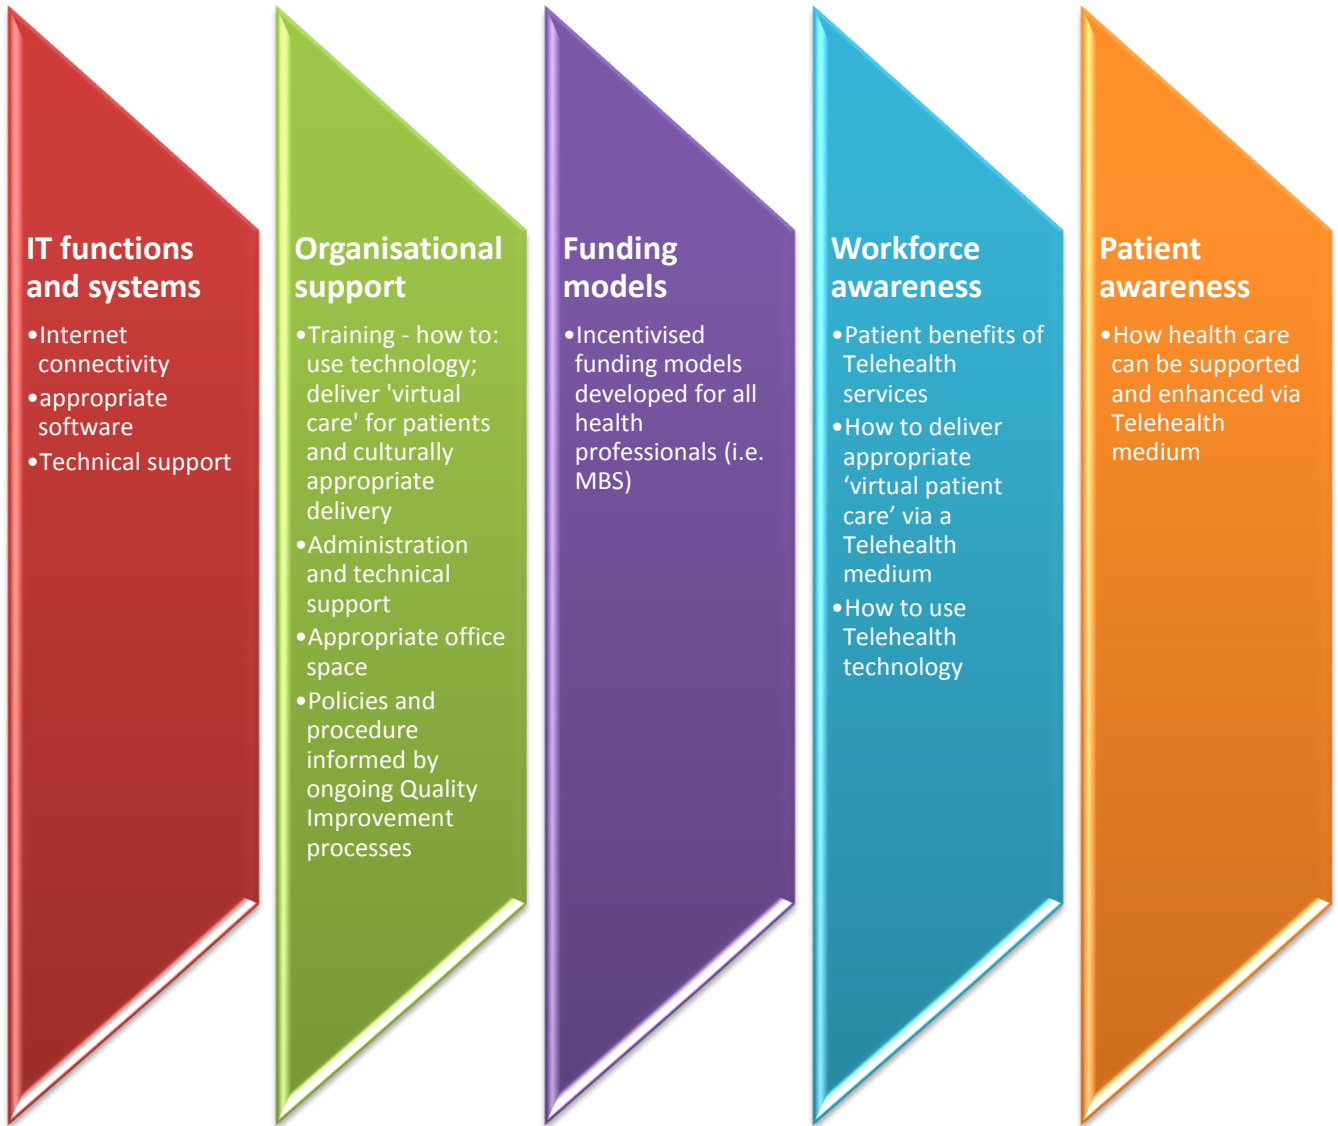 IT functions
and systems
•Internet
connectivity
•appropriate
software
•Technical support
Organisational
support
•Training - how to:
use technology;
deliver 'virtual
care' for patients
and culturally
appropriate
delivery
•Administration
and technical
support
•Appropriate office
space
•Policies and
procedure
informed by
ongoing Quality
Improvement
processes
Funding
models
•Incentivised
funding models
developed for all
health
professionals (i.e.
MBS)
Workforce
awareness
•Patient benefits of
Telehealth
services
•How to deliver
appropriate
‘virtual patient
care’ via a
Telehealth
medium
•How to use
Telehealth
technology
Patient
awareness
•How health care
can be supported
and enhanced via
Telehealth
medium